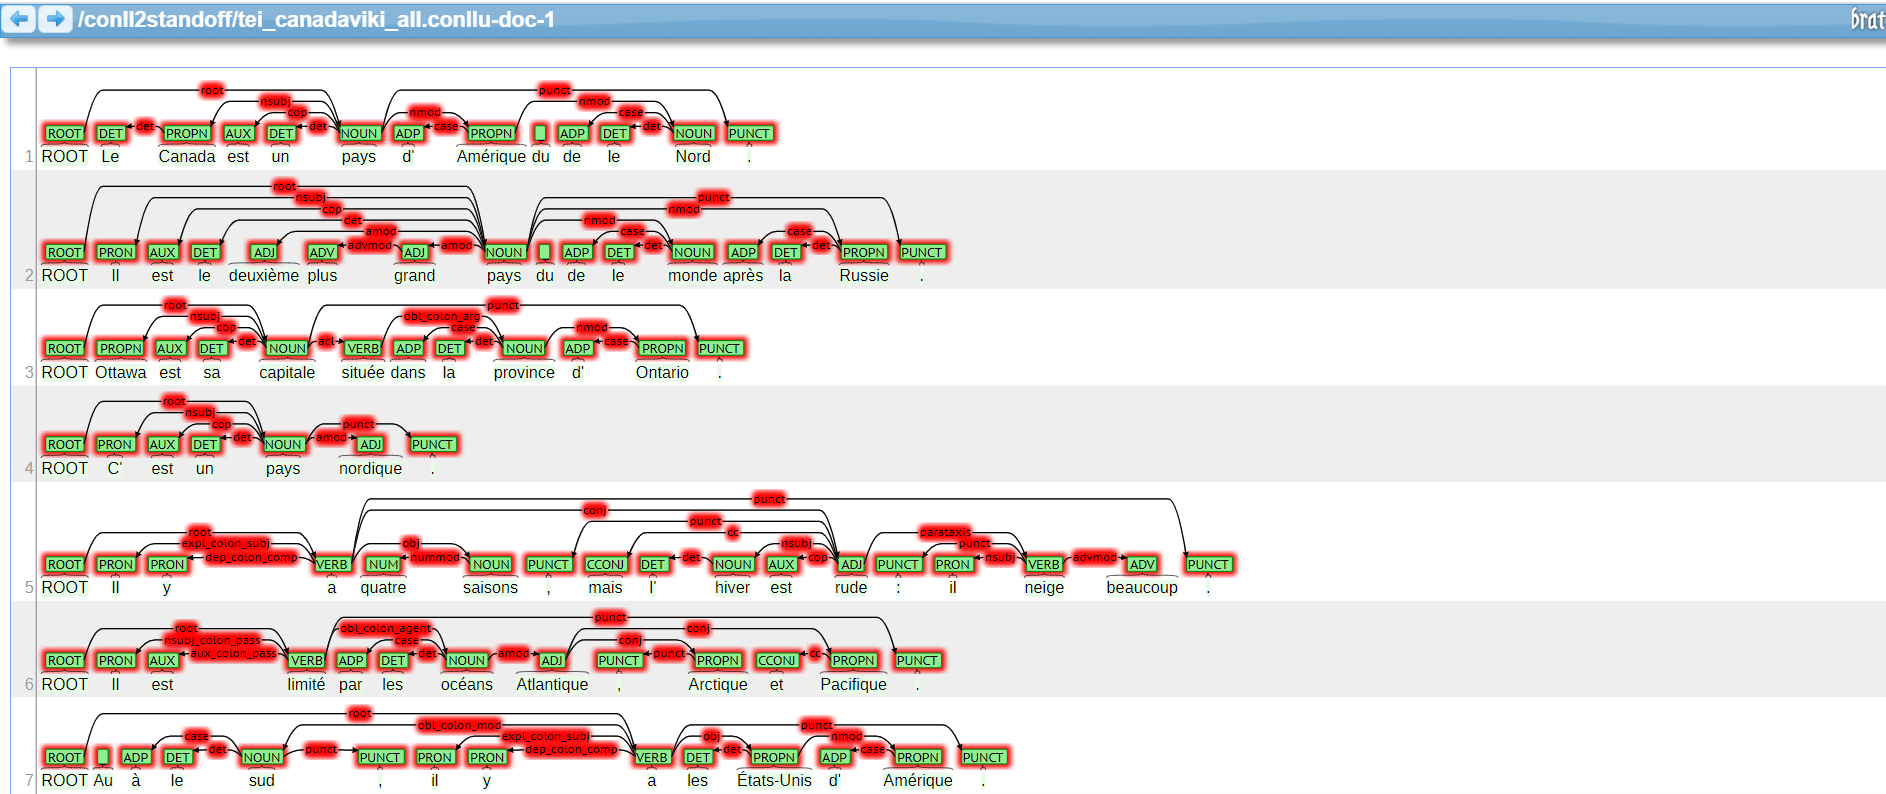 /conll2standoff/tei_canadaviki_all.conllu-doc-1
brat
root punct
nsubj nmod
cop nmod case
det det case det
ROOT DET PROPN AUX DET NOUN ADP PROPN _ ADP DET NOUN PUNCT
1 ROOT Le Canada est un pays d' Amérique du de le Nord .
root
nsubj punct
cop nmod
det nmod
amod case case
advmod amod det det
ROOT PRON AUX DET ADJ ADV ADJ NOUN _ ADP DET NOUN ADP DET PROPN PUNCT
2 ROOT Il est le deuxième plus grand pays du de le monde après la Russie .
root punct
nsubj obl_colon_arg
cop case nmod
det acl det case
ROOT PROPN AUX DET NOUN VERB ADP DET NOUN ADP PROPN PUNCT
3 ROOT Ottawa est sa capitale située dans la province d' Ontario .
root
nsubj
cop punct
det amod
ROOT PRON AUX DET NOUN ADJ PUNCT
4 ROOT C' est un pays nordique .
punct
conj
punct
root cc parataxis
expl_colon_subj obj nsubj punct
dep_colon_comp nummod det cop nsubj advmod
ROOT PRON PRON VERB NUM NOUN PUNCT CCONJ DET NOUN AUX ADJ PUNCT PRON VERB ADV PUNCT
5 ROOT Il y a quatre saisons , mais l' hiver est rude : il neige beaucoup .
punct
root obl_colon_agent conj
nsubj_colon_pass case conj
aux_colon_pass det amod punct cc
ROOT PRON AUX VERB ADP DET NOUN ADJ PUNCT PROPN CCONJ PROPN PUNCT
6 ROOT Il est limité par les océans Atlantique , Arctique et Pacifique .
root
obl_colon_mod punct
case expl_colon_subj obj nmod
det punct dep_colon_comp det case
ROOT _ ADP DET NOUN PUNCT PRON PRON VERB DET PROPN ADP PROPN PUNCT
7 ROOT Au à le sud , il y a les États-Unis d' Amérique .